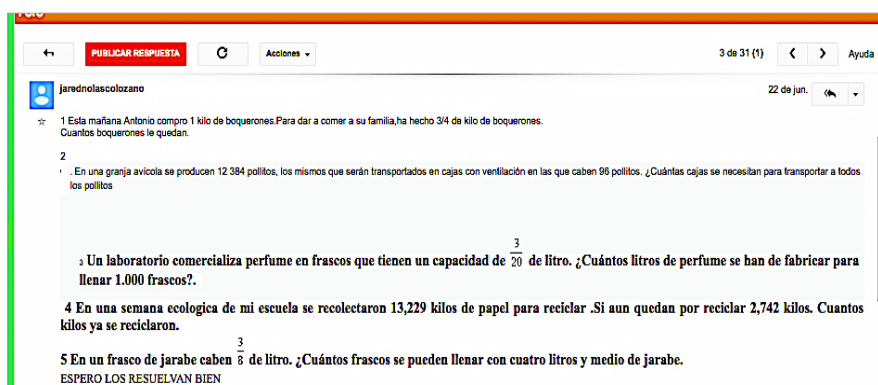 PUBLICAR RESPUESTA
Acciones
3 de 31 (1)
Ayuda
jarednolascolozano
22 de jun.
1 Esta mañana Antonio compro 1 kilo de boquerones.Para dar a comer a su familia,ha hecho 3/4 de kilo de boquerones.
Cuantos boquerones le quedan.
2
. En una granja avícola se producen 12 384 pollitos, los mismos que serán transportados en cajas con ventilación en las que caben 96 pollitos. ¿Cuántas cajas se necesitan para transportar a todos
los pollitos
3 Un laboratorio comercializa perfume en frascos que tienen un capacidad de 3/20 de litro. ¿Cuántos litros de perfume se han de fabricar para
llenar 1.000 frascos?.
4 En una semana ecologica de mi escuela se recolectaron 13,229 kilos de papel para reciclar .Si aun quedan por reciclar 2,742 kilos. Cuantos
kilos ya se reciclaron.
5 En un frasco de jarabe caben 3/8 de litro. ¿Cuántos frascos se pueden llenar con cuatro litros y medio de jarabe.
ESPERO LOS RESUELVAN BIEN